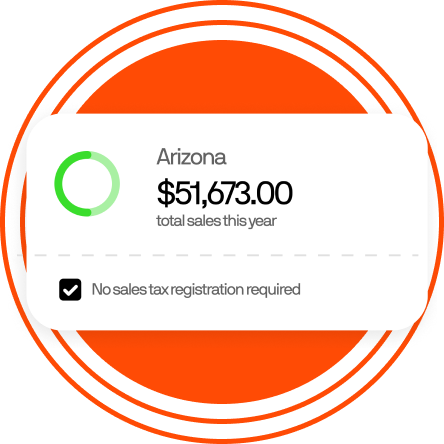 Arizona
$51,673.00
total sales this year
No sales tax registration required